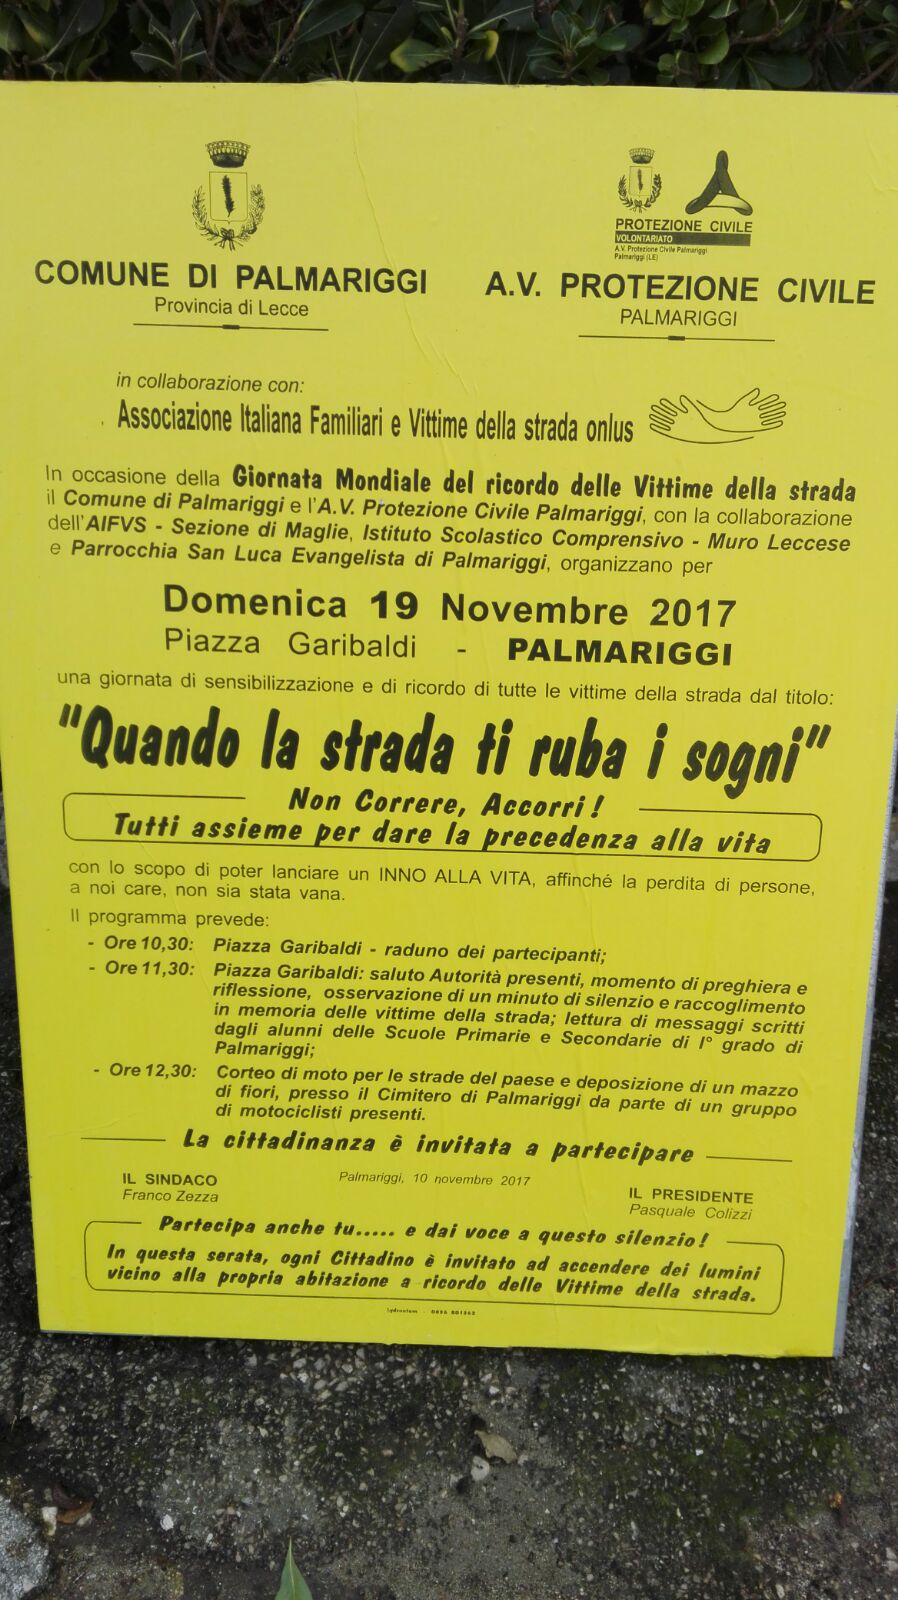 PROTEZIONE CIVILE
VOLONTARIATO
A.V. Protezione Civile Palmariggi
Palmariggi (LE)
COMUNE DI PALMARIGGI
Provincia di Lecce
A.V. PROTEZIONE CIVILE
PALMARIGGI
in collaborazione con:
Associazione Italiana Familiari e Vittime della strada onlus
In occasione della Giornata Mondiale del ricordo delle Vittime della strada
il Comune di Palmariggi e l'A.V. Protezione Civile Palmariggi, con la collaborazione
dell'AIFVS - Sezione di Maglie, Istituto Scolastico Comprensivo - Muro Leccese
e Parrocchia San Luca Evangelista di Palmariggi, organizzano per
Domenica 19 Novembre 2017
Piazza Garibaldi - PALMARIGGI
una giornata di sensibilizzazione e di ricordo di tutte le vittime della strada dal titolo:
"Quando la strada ti ruba i sogni"
Non Correre, Accorri!
Tutti assieme per dare la precedenza alla vita
con lo scopo di poter lanciare un INNO ALLA VITA, affinché la perdita di persone,
a noi care, non sia stata vana.
Il programma prevede:
- Ore 10,30: Piazza Garibaldi - raduno dei partecipanti;
- Ore 11,30: Piazza Garibaldi: saluto Autorità presenti, momento di preghiera e
riflessione, osservazione di un minuto di silenzio e raccoglimento
in memoria delle vittime della strada; lettura di messaggi scritti
dagli alunni delle Scuole Primarie e Secondarie di I° grado di
Palmariggi;
- Ore 12,30: Corteo di moto per le strade del paese e deposizione di un mazzo
di fiori, presso il Cimitero di Palmariggi da parte di un gruppo
di motociclisti presenti.
La cittadinanza è invitata a partecipare
Palmariggi, 10 novembre 2017
IL SINDACO
Franco Zezza
IL PRESIDENTE
Pasquale Colizzi
Partecipa anche tu..... e dai voce a questo silenzio!
In questa serata, ogni Cittadino è invitato ad accendere dei lumini
vicino alla propria abitazione a ricordo delle Vittime della strada.